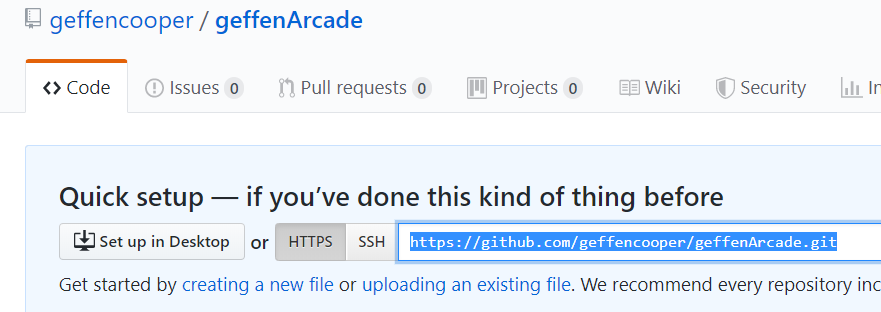 geffencooper / geffenArcade
Code Issues 0 Pull requests 0 Projects 0 Wiki Security
Quick setup — if you’ve done this kind of thing before
Set up in Desktop or HTTPS SSH https://github.com/geffencooper/geffenArcade.git
Get started by creating a new file or uploading an existing file. We recommend every repository